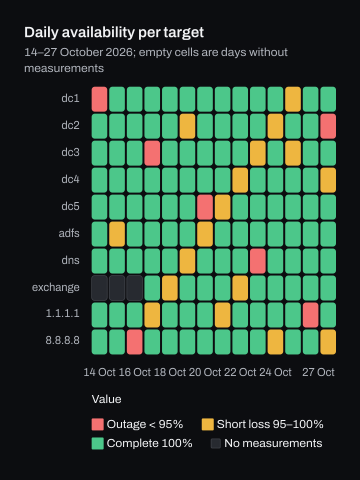 Daily availability per target
14–27 October 2026; empty cells are days without
measurements
dc1
dc2
dc3
dc4
dc5
adfs
dns
exchange
1.1.1.1
8.8.8.8
14 Oct 16 Oct 18 Oct 20 Oct 22 Oct 24 Oct 27 Oct
Value
Outage < 95% Short loss 95–100%
Complete 100% No measurements